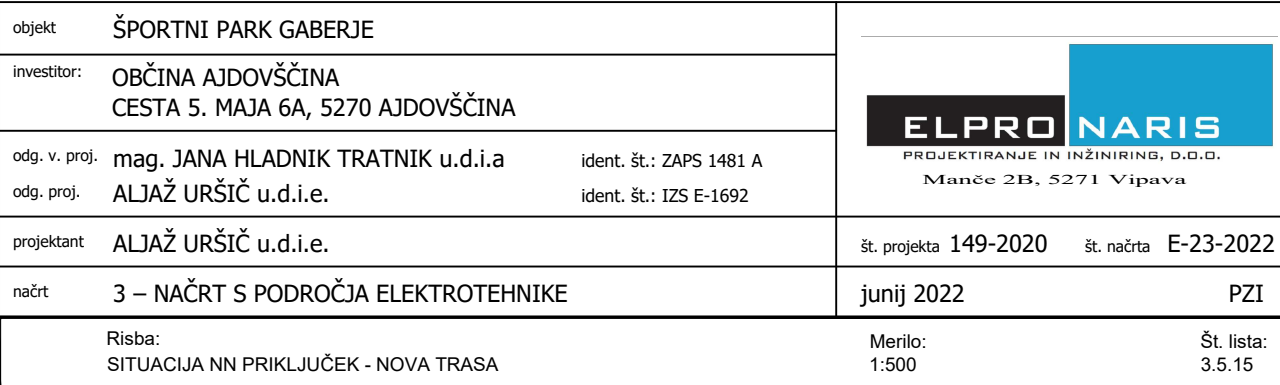 objekt ŠPORTNI PARK GABERJE
investitor: OBČINA AJDOVŠČINA
CESTA 5. MAJA 6A, 5270 AJDOVŠČINA
odg. v. proj. mag. JANA HLADNIK TRATNIK u.d.i.a ident. št.: ZAPS 1481 A
odg. proj. ALJAŽ URŠIČ u.d.i.e. ident. št.: IZS E-1692
ELPRO NARIS
PROJEKTIRANJE IN INŽINIRING, D.O.O.
Manče 2B, 5271 Vipava
projektant ALJAŽ URŠIČ u.d.i.e. št. projekta 149-2020 št. načrta E-23-2022
načrt 3 – NAČRT S PODROČJA ELEKTROTEHNIKE junij 2022 PZI
Risba: Merilo: Št. lista:
SITUACIJA NN PRIKLJUČEK - NOVA TRASA 1:500 3.5.15